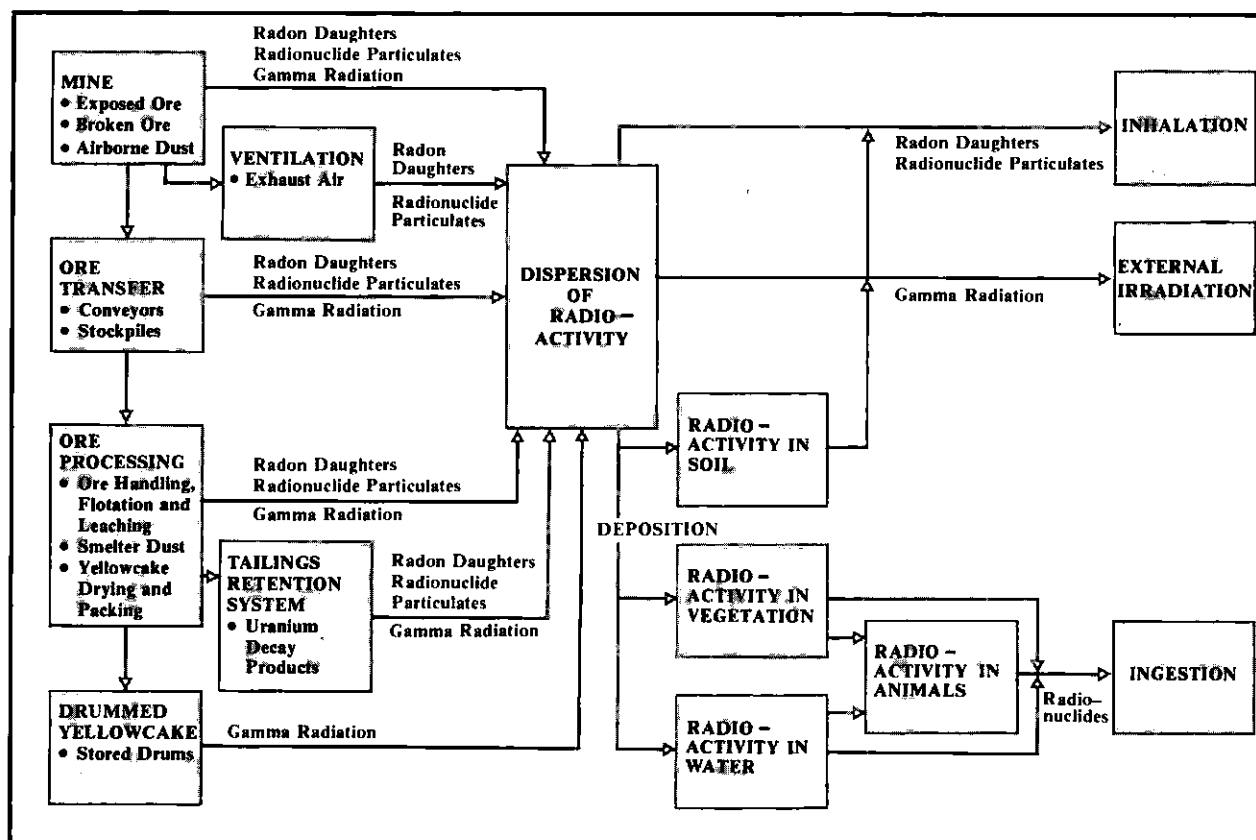 Radon Daughters
Radionuclide Particulates
Gamma Radiation
MINE
• Exposed Ore
• Broken Ore
• Airborne Dust
VENTILATION
• Exhaust Air
Radon
Daughters
Radionuclide
Particulates
ORE
TRANSFER
• Conveyors
• Stockpiles
Radon Daughters
Radionuclide Particulates
Gamma Radiation
ORE
PROCESSING
• Ore Handling,
Flotation and
Leaching
• Smelter Dust
• Yellowcake
Drying and
Packing
Radon Daughters
Radionuclide Particulates
Gamma Radiation
TAILINGS
RETENTION
SYSTEM
• Uranium
Decay
Products
Radon Daughters
Radionuclide
Particulates
Gamma Radiation
DRUMMED
YELLOWCAKE
• Stored Drums
Gamma Radiation
DISPERSION
OF
RADIO-
ACTIVITY
Radon Daughters
Radionuclide Particulates
INHALATION
Gamma Radiation
EXTERNAL
IRRADIATION
DEPOSITION
RADIO-
ACTIVITY IN
SOIL
RADIO-
ACTIVITY IN
VEGETATION
RADIO-
ACTIVITY IN
ANIMALS
RADIO-
ACTIVITY IN
WATER
Radio-
nuclides
INGESTION